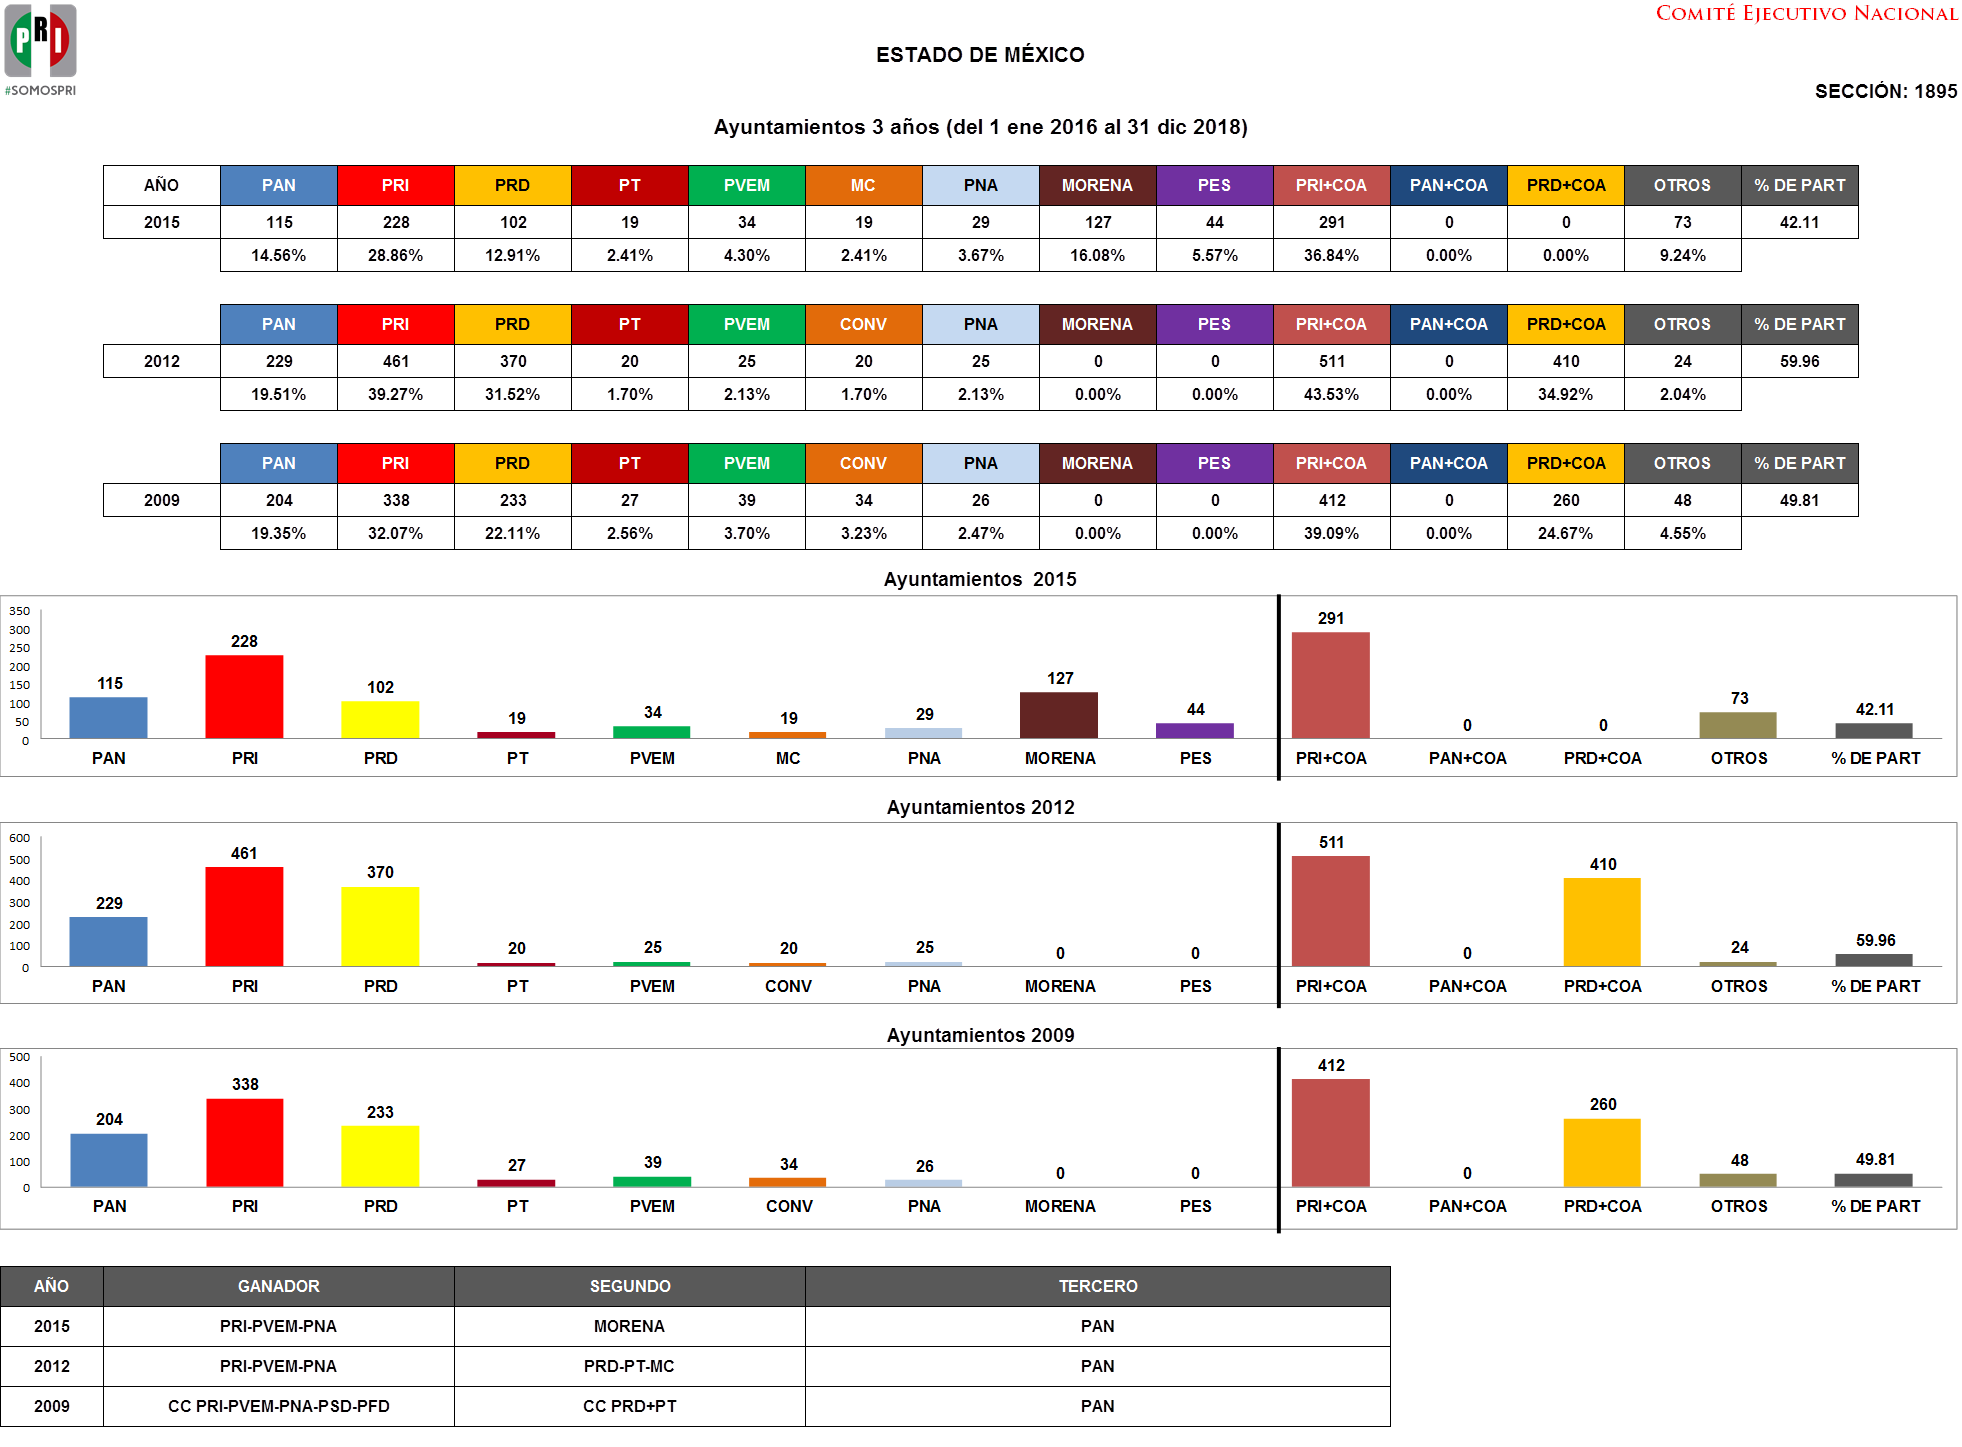 PRI
#SOMOSPRI
COMITÉ EJECUTIVO NACIONAL
ESTADO DE MÉXICO
SECCIÓN: 1895
Ayuntamientos 3 años (del 1 ene 2016 al 31 dic 2018)
AÑO PAN PRI PRD PT PVEM MC PNA MORENA PES PRI+COA PAN+COA PRD+COA OTROS % DE PART
2015 115 228 102 19 34 19 29 127 44 291 0 0 73 42.11
14.56% 28.86% 12.91% 2.41% 4.30% 2.41% 3.67% 16.08% 5.57% 36.84% 0.00% 0.00% 9.24%
PAN PRI PRD PT PVEM CONV PNA MORENA PES PRI+COA PAN+COA PRD+COA OTROS % DE PART
2012 229 461 370 20 25 20 25 0 0 511 0 410 24 59.96
19.51% 39.27% 31.52% 1.70% 2.13% 1.70% 2.13% 0.00% 0.00% 43.53% 0.00% 34.92% 2.04%
PAN PRI PRD PT PVEM CONV PNA MORENA PES PRI+COA PAN+COA PRD+COA OTROS % DE PART
2009 204 338 233 27 39 34 26 0 0 412 0 260 48 49.81
19.35% 32.07% 22.11% 2.56% 3.70% 3.23% 2.47% 0.00% 0.00% 39.09% 0.00% 24.67% 4.55%
Ayuntamientos 2015
350
300
250
200
150
100
50
0
115 228 102 19 34 19 29 127 44 291 0 0 73 42.11
PAN PRI PRD PT PVEM MC PNA MORENA PES PRI+COA PAN+COA PRD+COA OTROS % DE PART
Ayuntamientos 2012
600
500
400
300
200
100
0
229 461 370 20 25 20 25 0 0 511 0 410 24 59.96
PAN PRI PRD PT PVEM CONV PNA MORENA PES PRI+COA PAN+COA PRD+COA OTROS % DE PART
Ayuntamientos 2009
500
400
300
200
100
0
204 338 233 27 39 34 26 0 0 412 0 260 48 49.81
PAN PRI PRD PT PVEM CONV PNA MORENA PES PRI+COA PAN+COA PRD+COA OTROS % DE PART
AÑO GANADOR SEGUNDO TERCERO
2015 PRI-PVEM-PNA MORENA PAN
2012 PRI-PVEM-PNA PRD-PT-MC PAN
2009 CC PRI-PVEM-PNA-PSD-PFD CC PRD+PT PAN